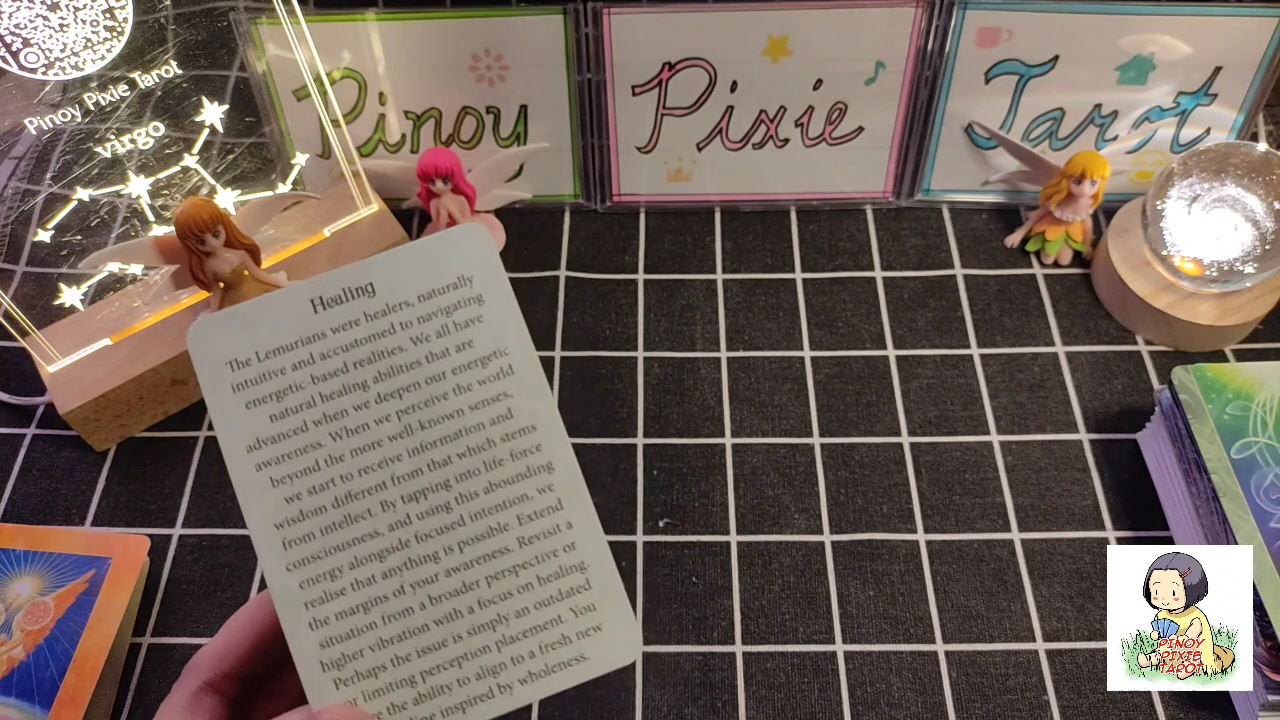 Pinoy Pixie Tarot
virgo
Pinoy
Pixie
Tarot
Healing
The Lemurians were healers, naturally
intuitive and accustomed to navigating
energetic-based realities. We all have
natural healing abilities that are
advanced when we deepen our energetic
awareness. When we perceive the world
beyond the more well-known senses,
we start to receive information and
wisdom different from that which stems
from intellect. By tapping into life-force
consciousness, and using this abounding
energy alongside focused intention, we
realise that anything is possible. Extend
the margins of your awareness. Revisit a
situation from a broader perspective or
higher vibration with a focus on healing.
Perhaps the issue is simply an outdated
or limiting perception placement. You
the ability to align to a fresh new
inspired by wholeness.
PINOY
PIXIE
TAROT